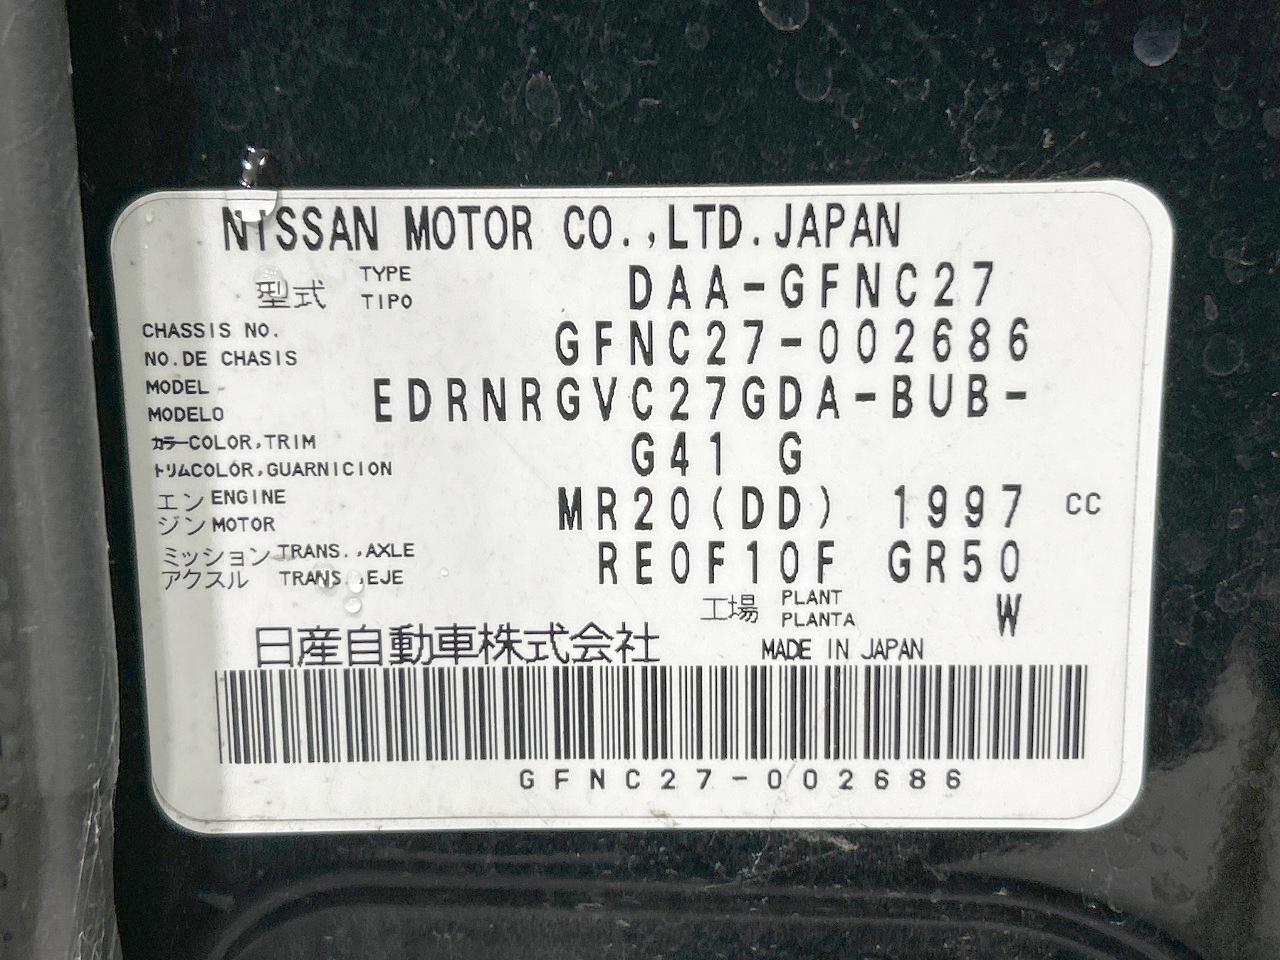 NISSAN MOTOR CO.,LTD.JAPAN
型式 TYPE TIPO DAA-GFNC27
CHASSIS NO. NO.DE CHASIS GFNC27-002686
MODEL MODELO EDRNRGVC27GDA-BUB-
カラーCOLOR,TRIM トリムCOLOR,GUARNICION G41 G
エンジン ENGINE MOTOR MR20(DD) 1997 CC
ミッション アクスル TRANS.,AXLE TRANS.,EJE RE0F10F GR50
工場 PLANT PLANTA W
日産自動車株式会社 MADE IN JAPAN
GFNC27-002686